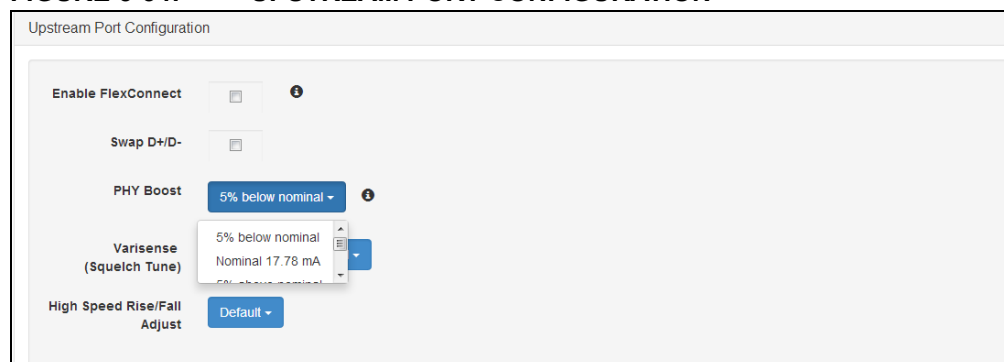 Upstream Port Configuration
Enable FlexConnect
Swap D+/D-
PHY Boost
5% below nominal
5% below nominal
Nominal 17.78 mA
Varisense
(Squelch Tune)
High Speed Rise/Fall
Adjust
Default